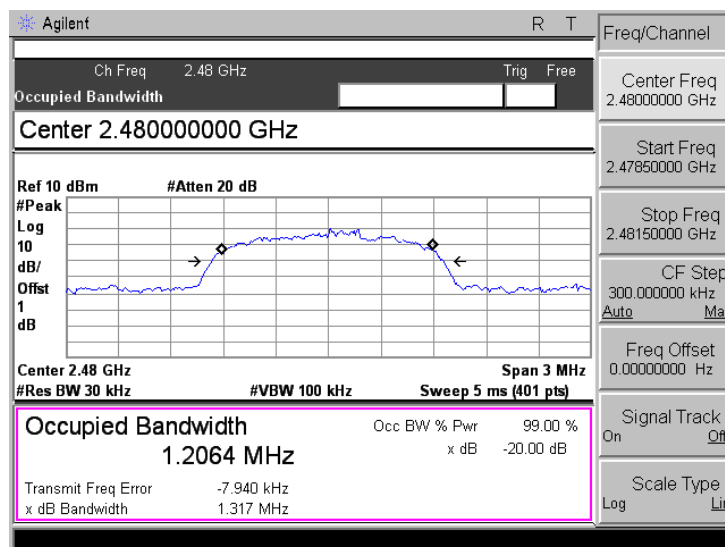 Agilent R T
Freq/Channel
Ch Freq 2.48 GHz Trig Free
Occupied Bandwidth
Center 2.480000000 GHz
Ref 10 dBm #Atten 20 dB
#Peak
Log
10
dB/
Offst
1
dB
Center 2.48 GHz Span 3 MHz
#Res BW 30 kHz #VBW 100 kHz Sweep 5 ms (401 pts)
Occupied Bandwidth Occ BW % Pwr 99.00 %
1.2064 MHz x dB -20.00 dB
Transmit Freq Error -7.940 kHz
x dB Bandwidth 1.317 MHz
Center Freq
2.48000000 GHz
Start Freq
2.47850000 GHz
Stop Freq
2.48150000 GHz
CF Step
300.000000 kHz
Auto Ma
Freq Offset
0.00000000 Hz
Signal Track
On Off
Scale Type
Log Lin